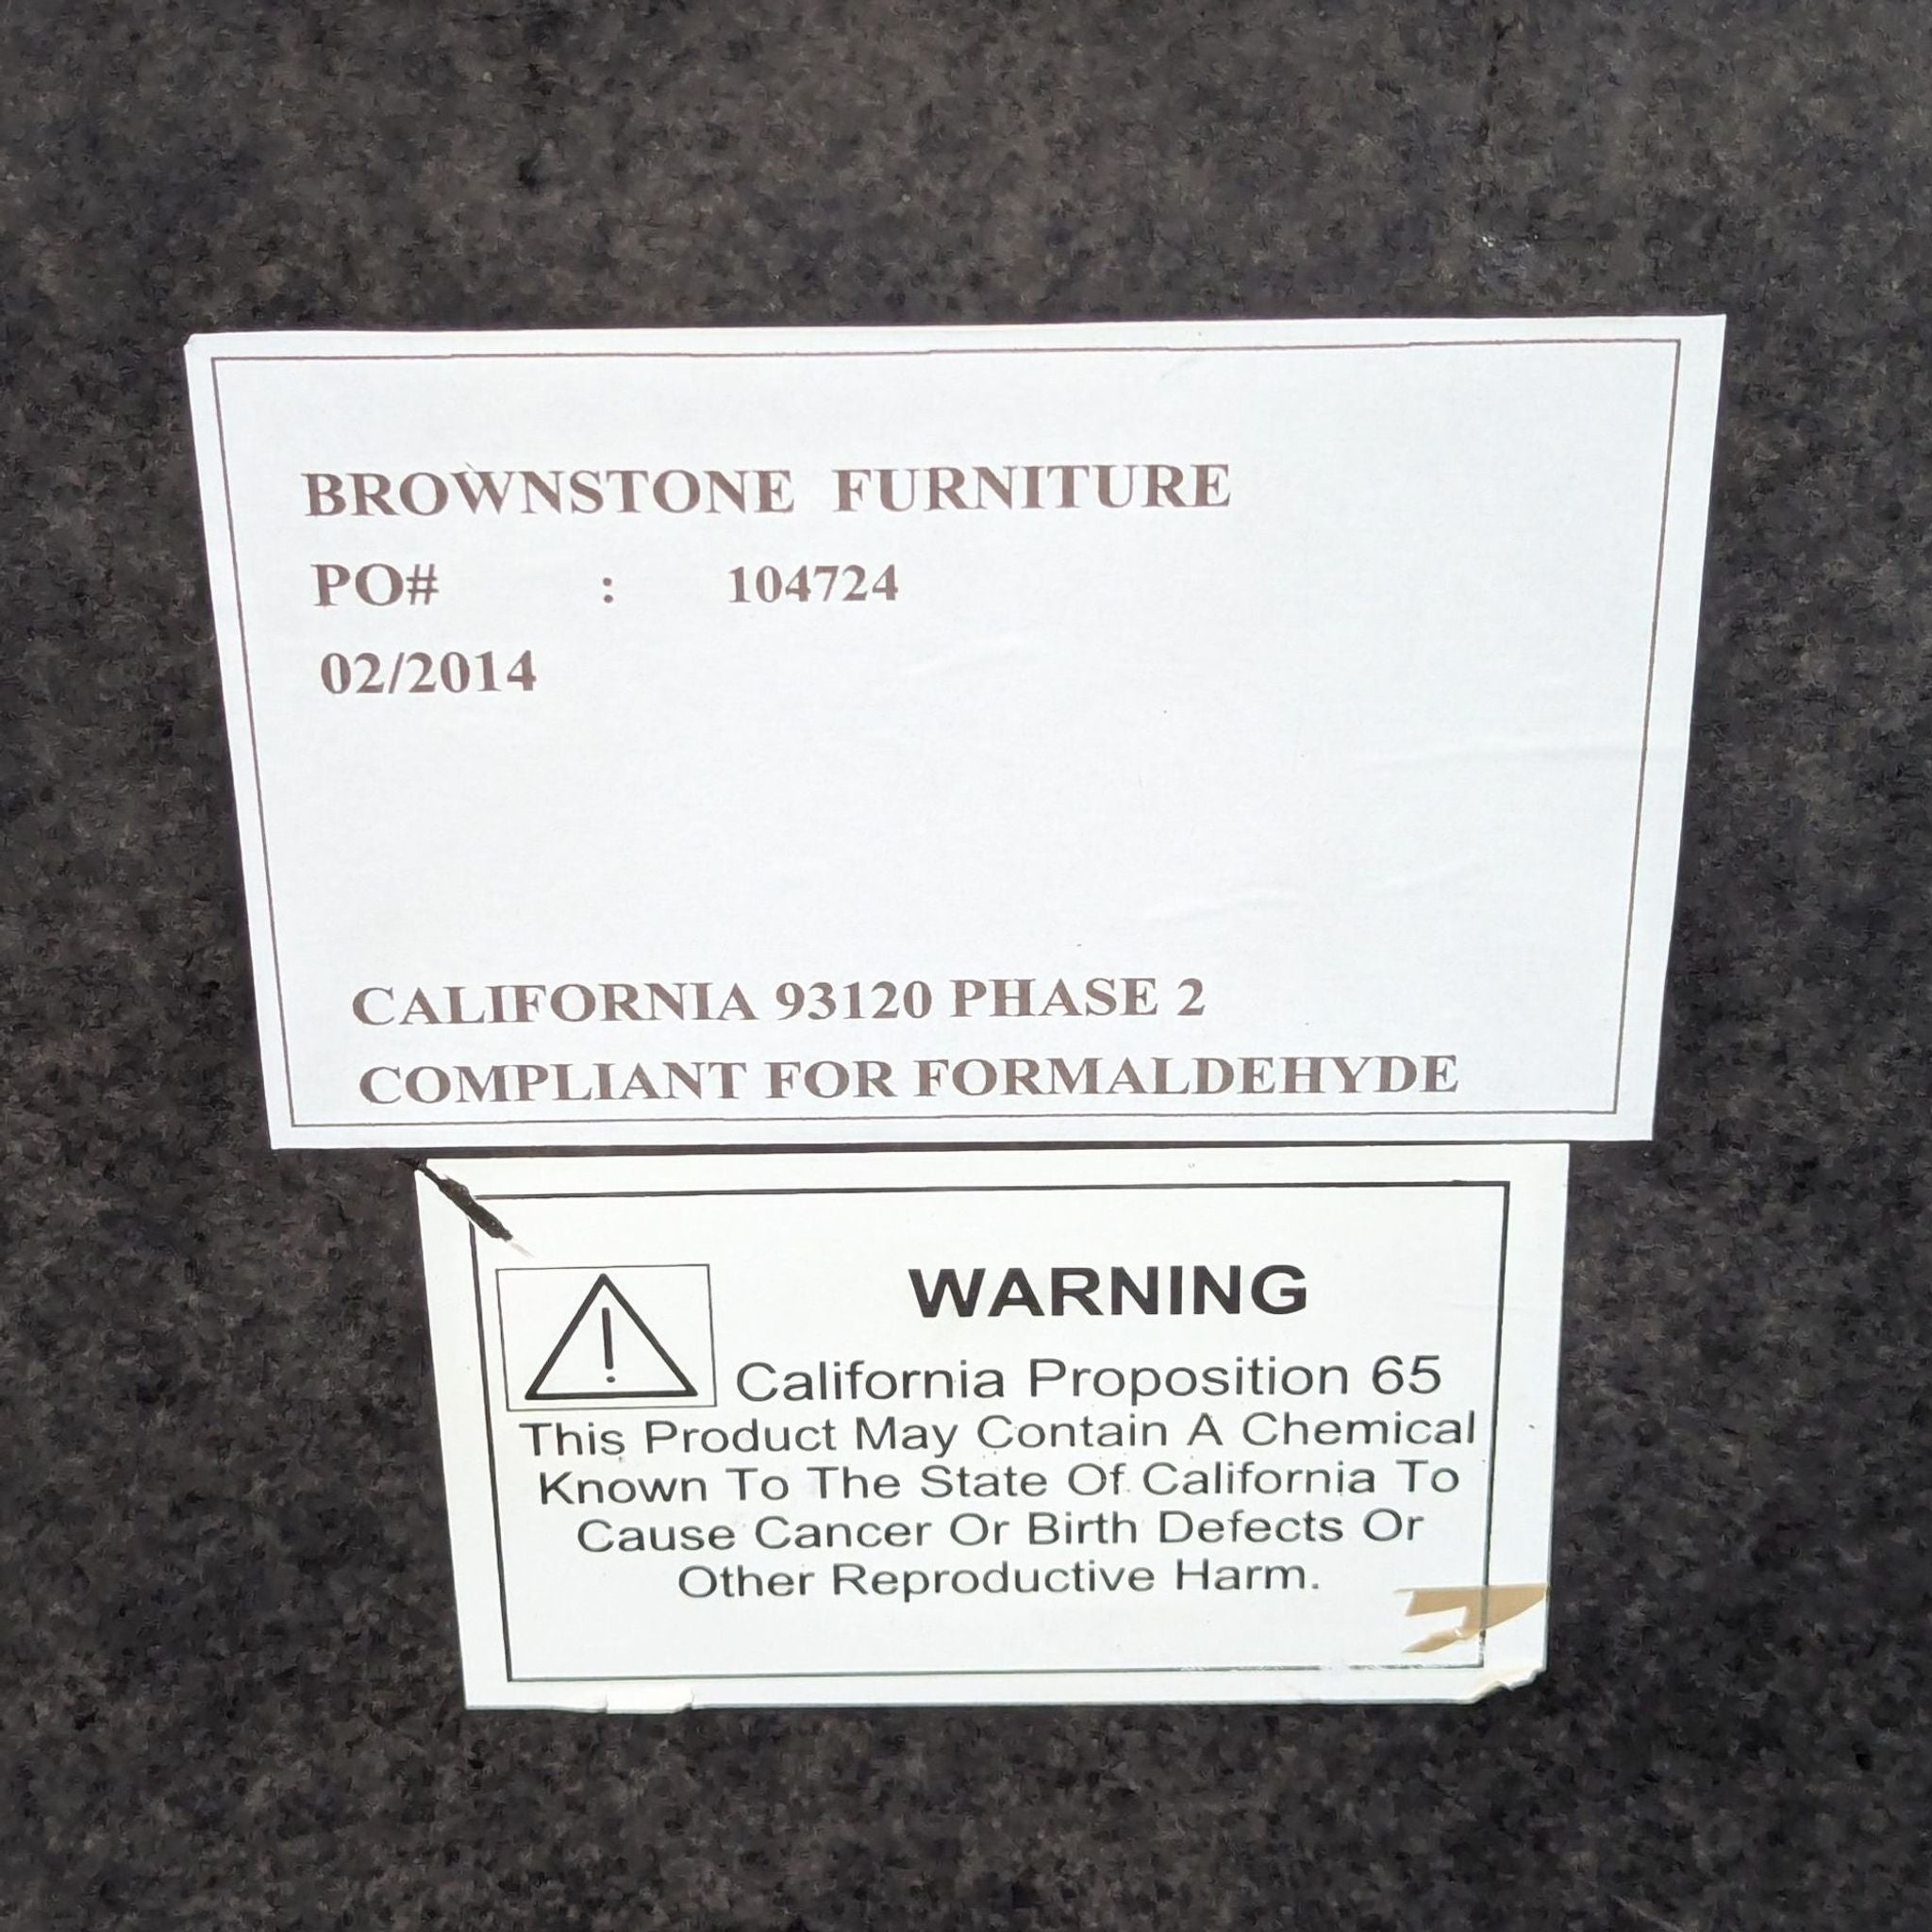 BROWNSTONE FURNITURE
PO# : 104724
02/2014
CALIFORNIA 93120 PHASE 2
COMPLIANT FOR FORMALDEHYDE
WARNING
California Proposition 65
This Product May Contain A Chemical
Known To The State Of California To
Cause Cancer Or Birth Defects Or
Other Reproductive Harm.